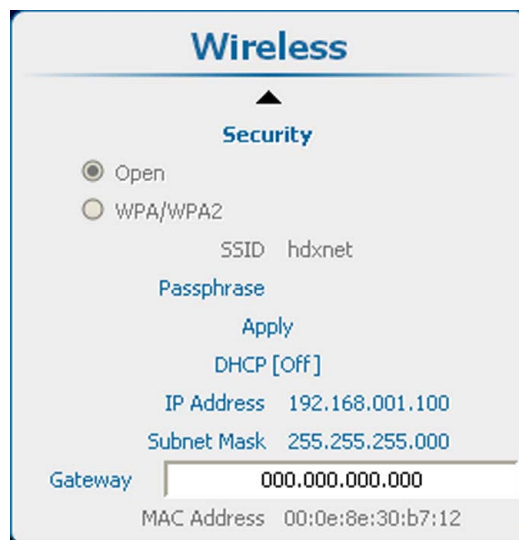 Wireless
Security
Open
WPA/WPA2
SSID hdxnet
Passphrase
Apply
DHCP [Off]
IP Address 192.168.001.100
Subnet Mask 255.255.255.000
Gateway 000.000.000.000
MAC Address 00:0e:8e:30:b7:12